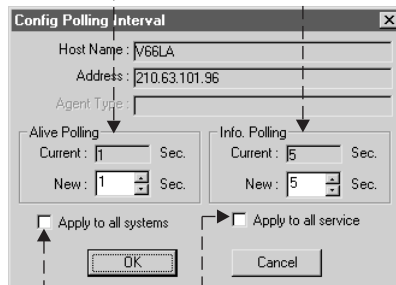 Config Polling Interval
Host Name : V66LA
Address : 210.63.101.96
Agent Type :
Alive Polling
Info. Polling
Current : 1 Sec.
Current : 5 Sec.
New : 1 Sec.
New : 5 Sec.
Apply to all systems
Apply to all service
OK
Cancel